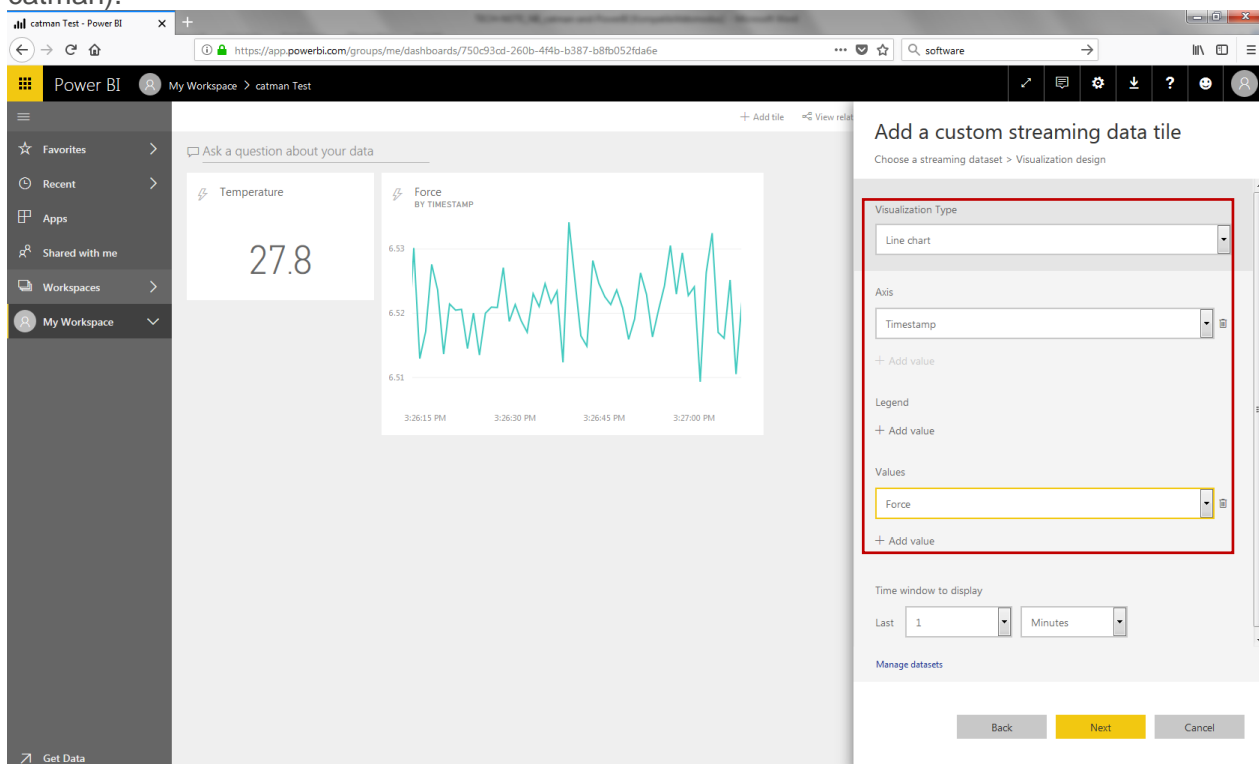 catman).
catman Test - Power BI
https://app.powerbi.com/groups/me/dashboards/750c93cd-260b-4f4b-b387-b8fb052fda6e
software
Power BI
My Workspace > catman Test
+ Add tile
View relat
Favorites
Recent
Apps
Shared with me
Workspaces
My Workspace
Get Data
Ask a question about your data
Temperature
27.8
Force
BY TIMESTAMP
6.53
6.52
6.51
3:26:15 PM 3:26:30 PM 3:26:45 PM 3:27:00 PM
Add a custom streaming data tile
Choose a streaming dataset > Visualization design
Visualization Type
Line chart
Axis
Timestamp
+ Add value
Legend
+ Add value
Values
Force
+ Add value
Time window to display
Last 1 Minutes
Manage datasets
Back Next Cancel